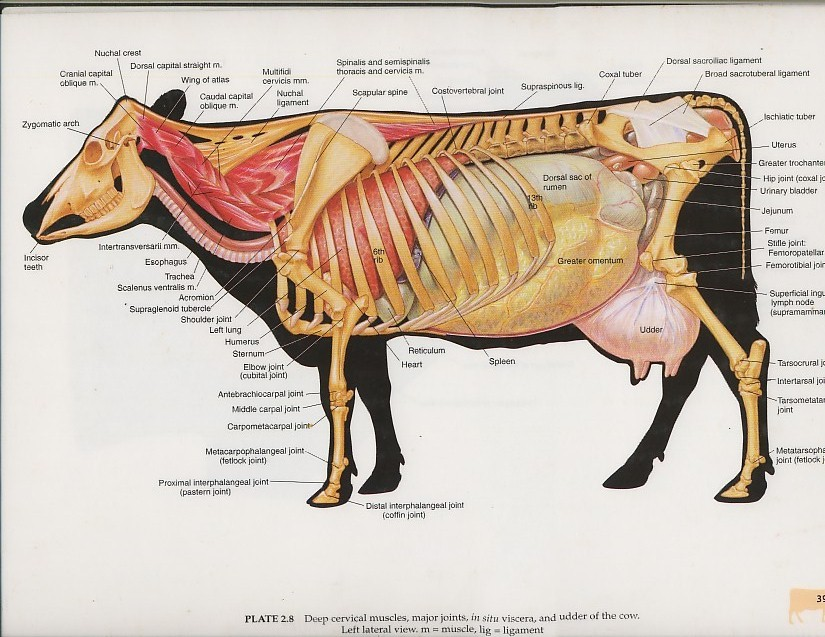 Nuchal crest
Dorsal capital straight m.
Cranial capital
oblique m.
Wing of atlas
Caudal capital
oblique m.
Multifidi
cervicis mm.
Nuchal
ligament
Spinalis and semispinalis
thoracis and cervicis m.
Scapular spine
Costovertebral joint
Supraspinous lig.
Coxal tuber
Dorsal sacroiliac ligament
Broad sacrotuberal ligament
Zygomatic arch
Ischiatic tuber
Uterus
Greater trochanter
Hip joint (coxal jo
Urinary bladder
Jejunum
Femur
Stifle joint:
Femoropatellar
Femorotibial join
Superficial ingu
lymph node
(supramammar
Tarsocrural jo
Intertarsal joi
Tarsometatar
joint
Metatarsopha
joint (fetlock j
Dorsal sac of
rumen
13th
rib
6th
rib
Greater omentum
Udder
Incisor
teeth
Intertransversarii mm.
Esophagus
Trachea
Scalenus ventralis m.
Acromion
Supraglenoid tubercle
Shoulder joint
Left lung
Humerus
Sternum
Elbow joint
(cubital joint)
Reticulum
Heart
Spleen
Antebrachiocarpal joint
Middle carpal joint
Carpometacarpal joint
Metacarpophalangeal joint
(fetlock joint)
Proximal interphalangeal joint
(pastern joint)
Distal interphalangeal joint
(coffin joint)
39
PLATE 2.8 Deep cervical muscles, major joints, in situ viscera, and udder of the cow.
Left lateral view. m = muscle, lig = ligament